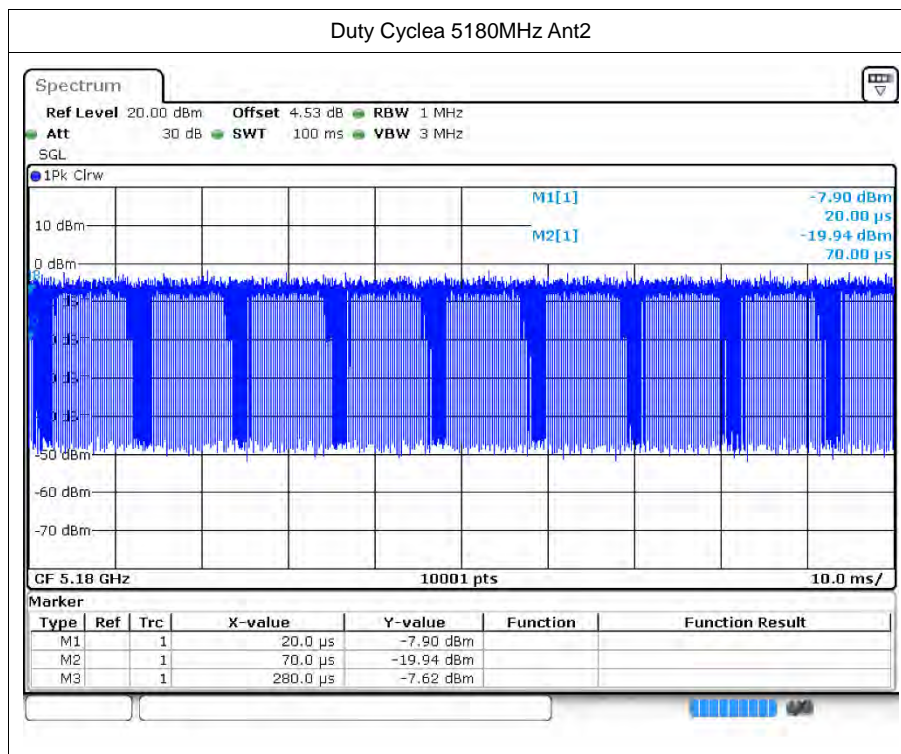 Duty Cyclea 5180MHz Ant2
Spectrum
Ref Level 20.00 dBm Offset 4.53 dB RBW 1 MHz
Att 30 dB SWT 100 ms VBW 3 MHz
SGL
1Pk Clrw
M1[1] -7.90 dBm
20.00 µs
10 dBm
M2[1] -19.94 dBm
70.00 µs
0 dBm
-50 dBm
-60 dBm
-70 dBm
CF 5.18 GHz 10001 pts 10.0 ms/
Marker
Type Ref Trc X-value Y-value Function Function Result
M1 1 20.0 µs -7.90 dBm
M2 1 70.0 µs -19.94 dBm
M3 1 280.0 µs -7.62 dBm